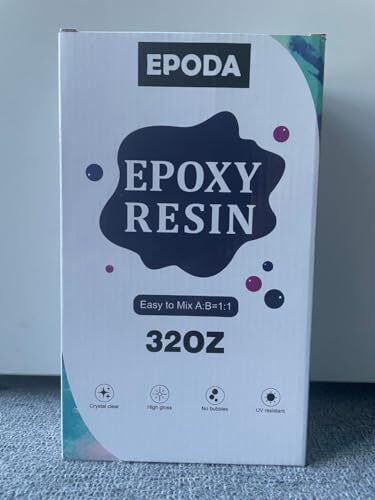 EPODA
EPOXY
RESIN
Easy to Mix A:B=1:1
32OZ
Crystal clear
High gloss
No bubbles
UV resistant